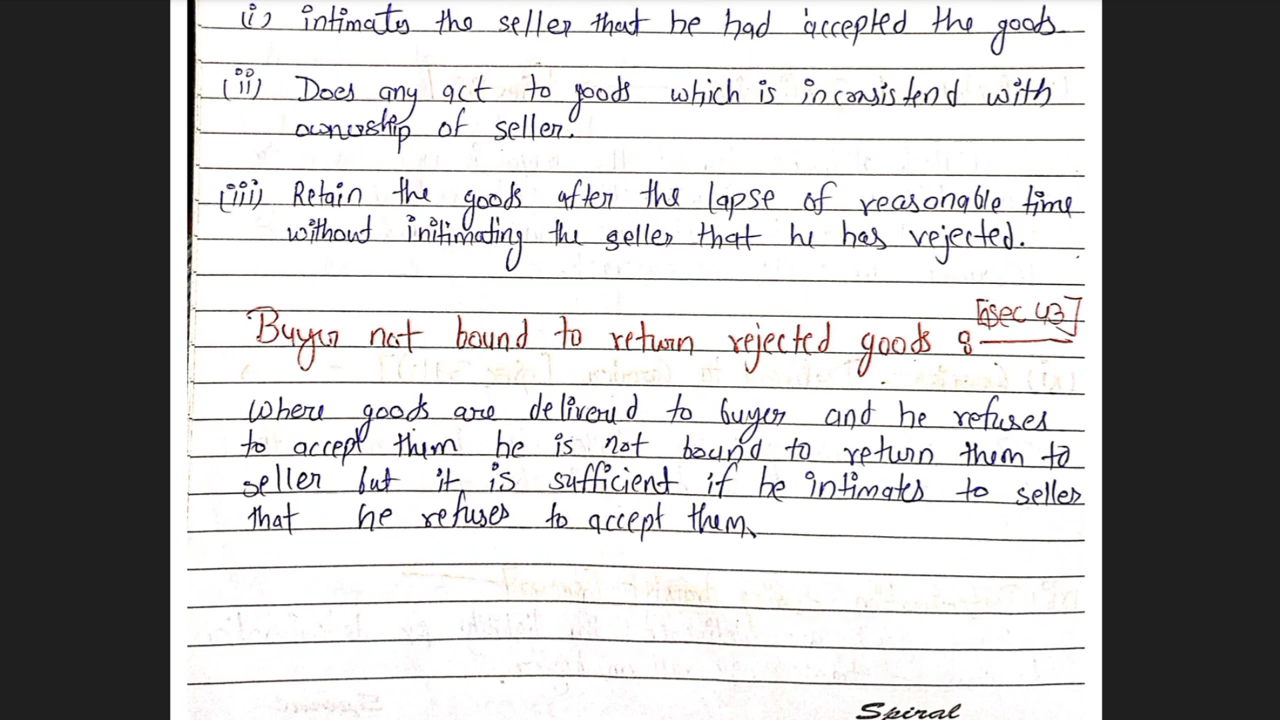 (i) intimates the seller that he had accepted the goods
(ii) Does any act to goods which is inconsistend with
ownership of seller.
(iii) Retain the goods after the lapse of reasonable time
without initimating the seller that he has rejected.
[sec 43]
Buyer not bound to return rejected goods :
Where goods are delivered to buyer and he refuses
to accept them he is not bound to return them to
seller but it is sufficient if he intimates to seller
that he refuses to accept them.
Spiral